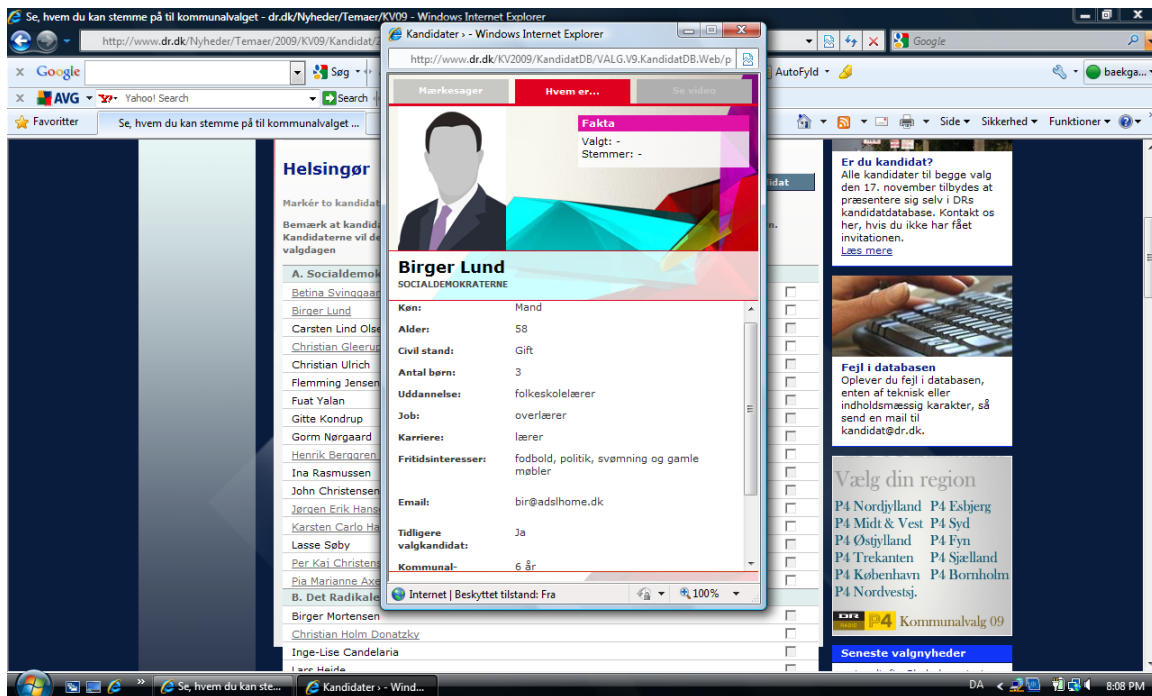 Se, hvem du kan stemme på til kommunalvalget - dr.dk/Nyheder/Temaer/KV09 - Windows Internet Explorer
http://www.dr.dk/Nyheder/Temaer/2009/KV09/Kandidat/2
Google
x Google
Søg
AutoFyld
baekga...
x AVG
Yahoo! Search
Search
Favoritter
Se, hvem du kan stemme på til kommunalvalget ...
Side
Sikkerhed
Funktioner
Helsingør
didat
Markér to kandidat
Bemærk at kandida
n.
Kandidaterne vil de
valgdagen
A. Socialdemok
Betina Svinggaar
Birger Lund
Carsten Lind Olse
Christian Gleerup
Christian Ulrich
Flemming Jensen
Fuat Yalan
Gitte Kondrup
Gorm Nørgaard
Henrik Berggren
Ina Rasmussen
John Christensen
Jørgen Erik Hanse
Karsten Carlo Ha
Lasse Søby
Per Kaj Christens
Pia Marianne Axe
B. Det Radikale
Birger Mortensen
Christian Holm Donatzky
Inge-Lise Candelaria
Lars Heide
Kandidater › - Windows Internet Explorer
http://www.dr.dk/KV2009/KandidatDB/VALG.V9.KandidatDB.Web/p
Mærkesager
Hvem er...
Se video
Fakta
Valgt: -
Stemmer: -
Birger Lund
SOCIALDEMOKRATERNE
Køn: Mand
Alder: 58
Civil stand: Gift
Antal børn: 3
Uddannelse: folkeskolelærer
Job: overlærer
Karriere: lærer
Fritidsinteresser: fodbold, politik, svømning og gamle
møbler
Email: bir@adslhome.dk
Tidligere Ja
valgkandidat:
Kommunal- 6 år
Internet | Beskyttet tilstand: Fra
100%
Er du kandidat?
Alle kandidater til begge valg
den 17. november tilbydes at
præsentere sig selv i DRs
kandidatdatabase. Kontakt os
her, hvis du ikke har fået
invitationen.
Læs mere
Fejl i databasen
Oplever du fejl i databasen,
enten af teknisk eller
indholdsmæssig karakter, så
send en mail til
kandidat@dr.dk.
Vælg din region
P4 Nordjylland P4 Esbjerg
P4 Midt & Vest P4 Syd
P4 Østjylland P4 Fyn
P4 Trekanten P4 Sjælland
P4 København P4 Bornholm
P4 Nordvestsj.
DR RADIO P4 Kommunalvalg 09
Seneste valgnyheder
Se, hvem du kan ste...
Kandidater › - Wind...
DA
8:08 PM